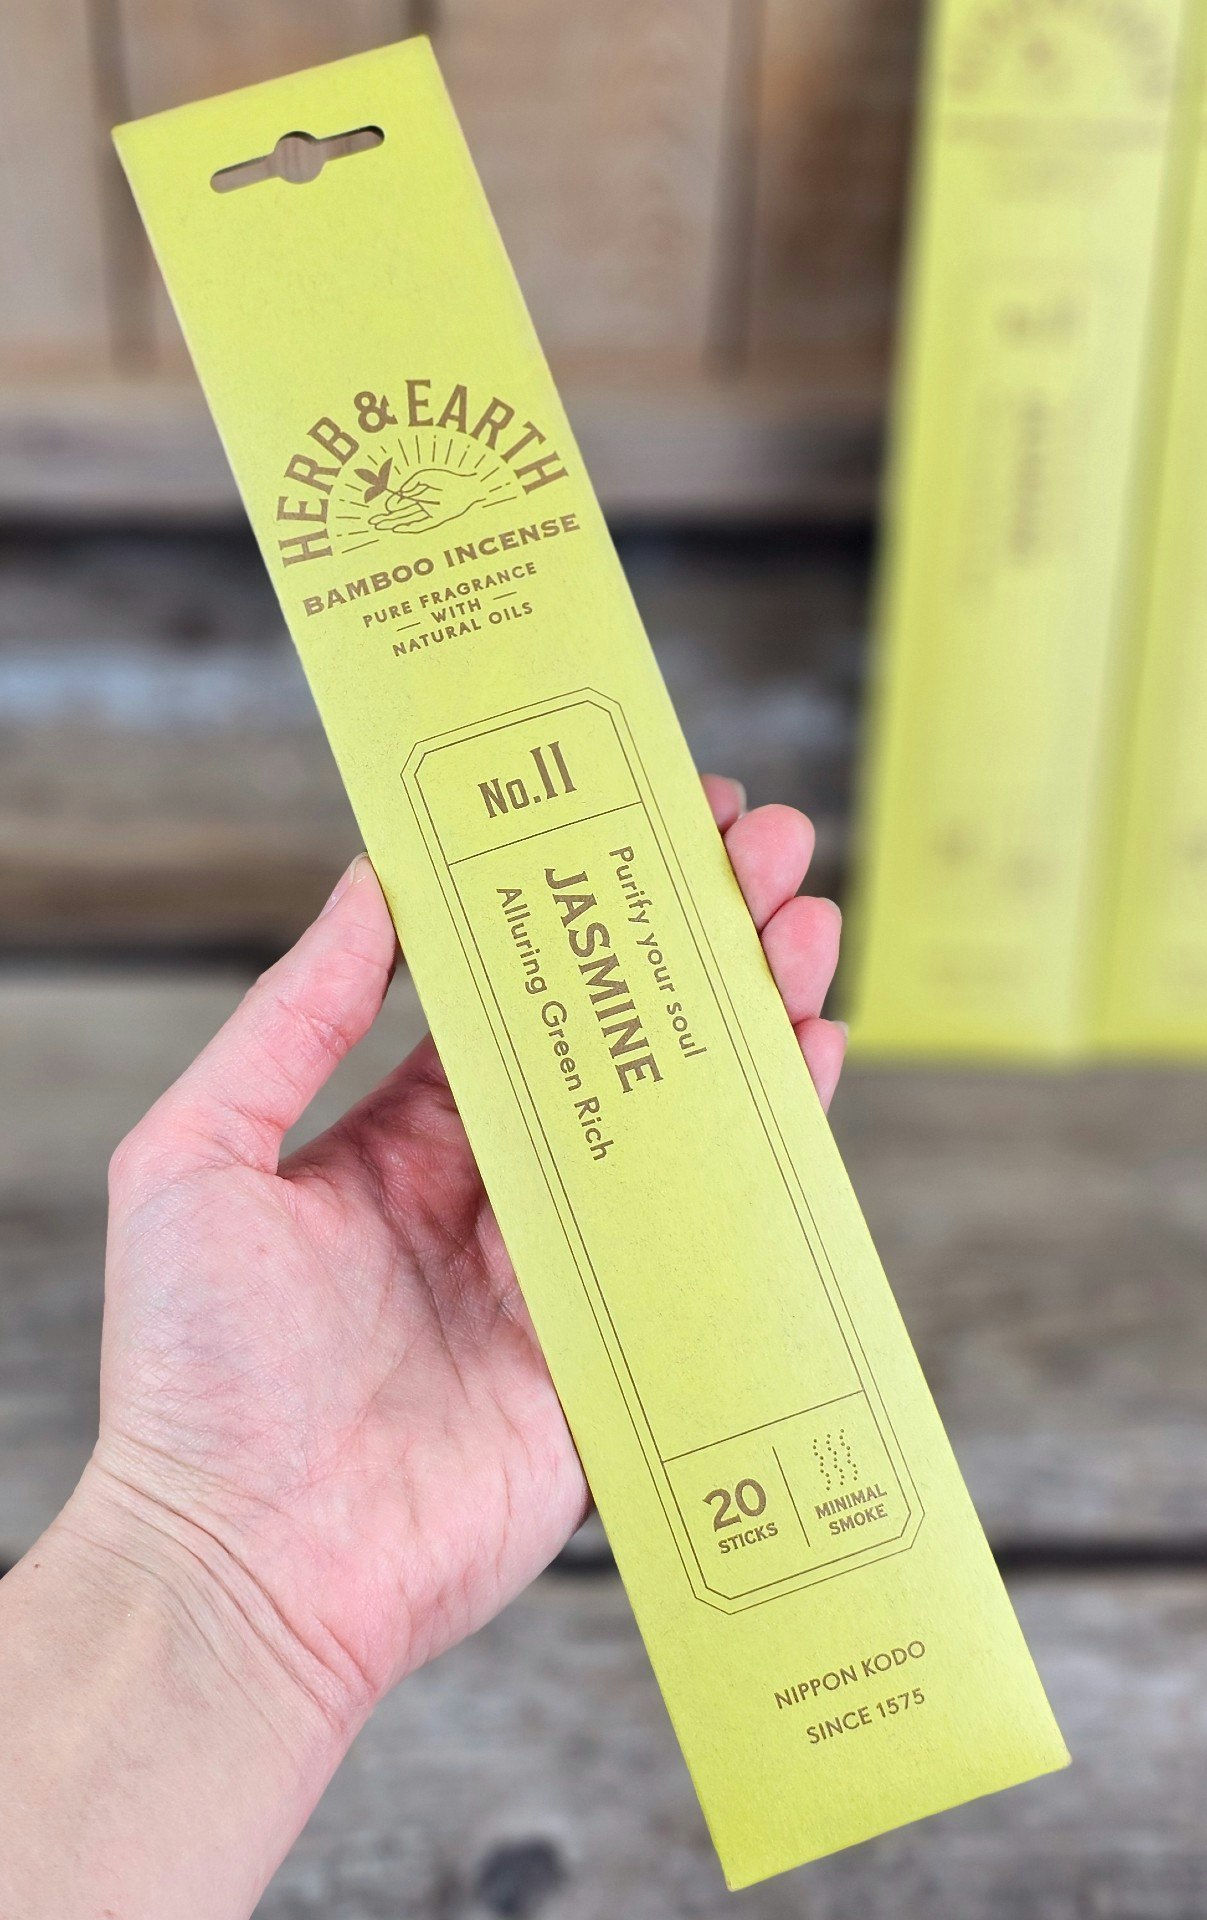 HERB & EARTH
BAMBOO INCENSE
PURE FRAGRANCE
WITH
NATURAL OILS
No.11
Purify your soul
JASMINE
Alluring Green Rich
20
STICKS
MINIMAL
SMOKE
NIPPON KODO
SINCE 1575